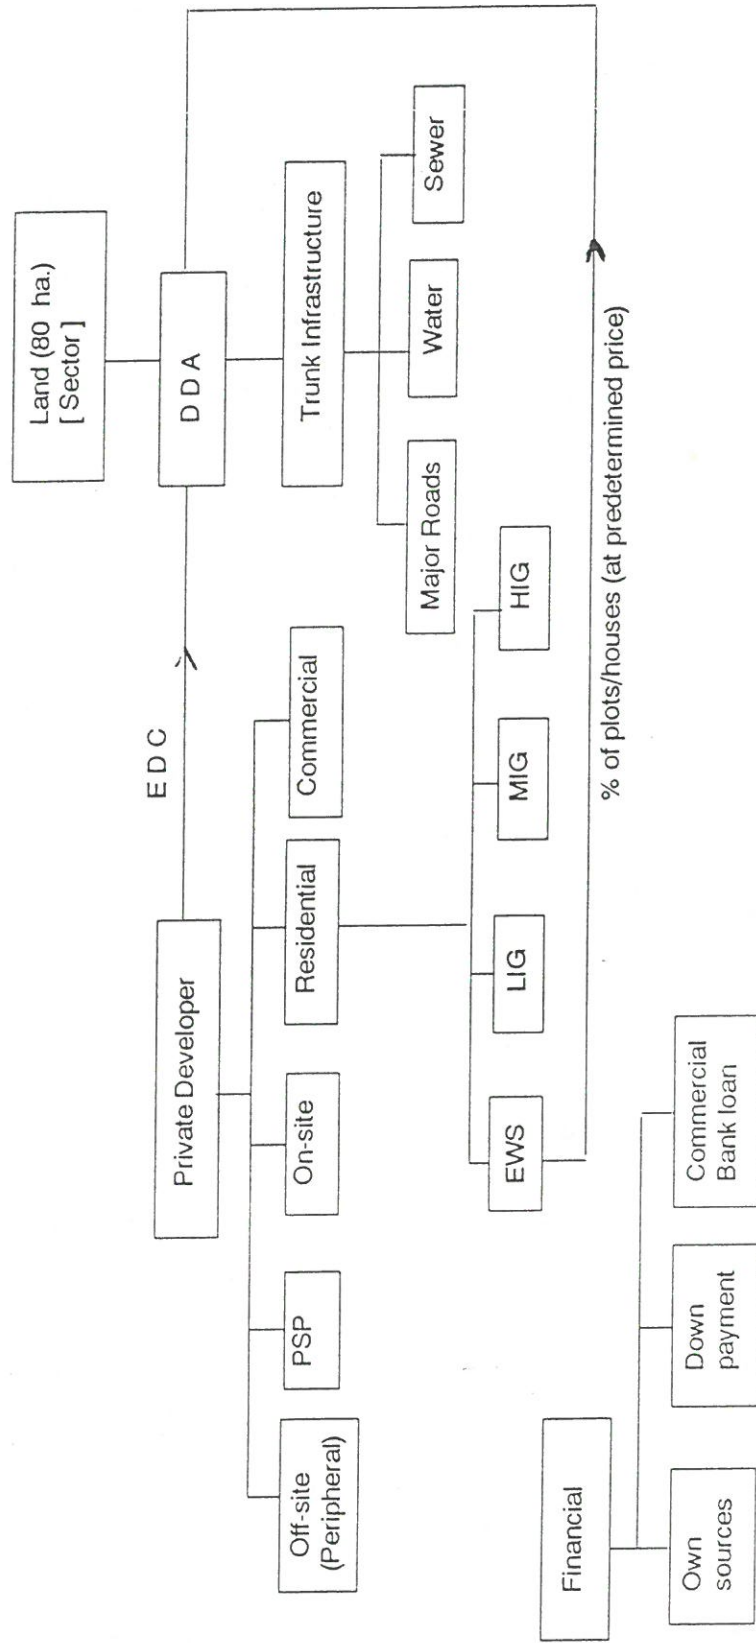 Land (80 ha.)
[ Sector ]
Private Developer
E D C
D D A
Off-site
(Peripheral)
PSP
On-site
Residential
Commercial
Trunk Infrastructure
Major Roads
Water
Sewer
EWS
LIG
MIG
HIG
% of plots/houses (at predetermined price)
Financial
Own
sources
Down
payment
Commercial
Bank loan